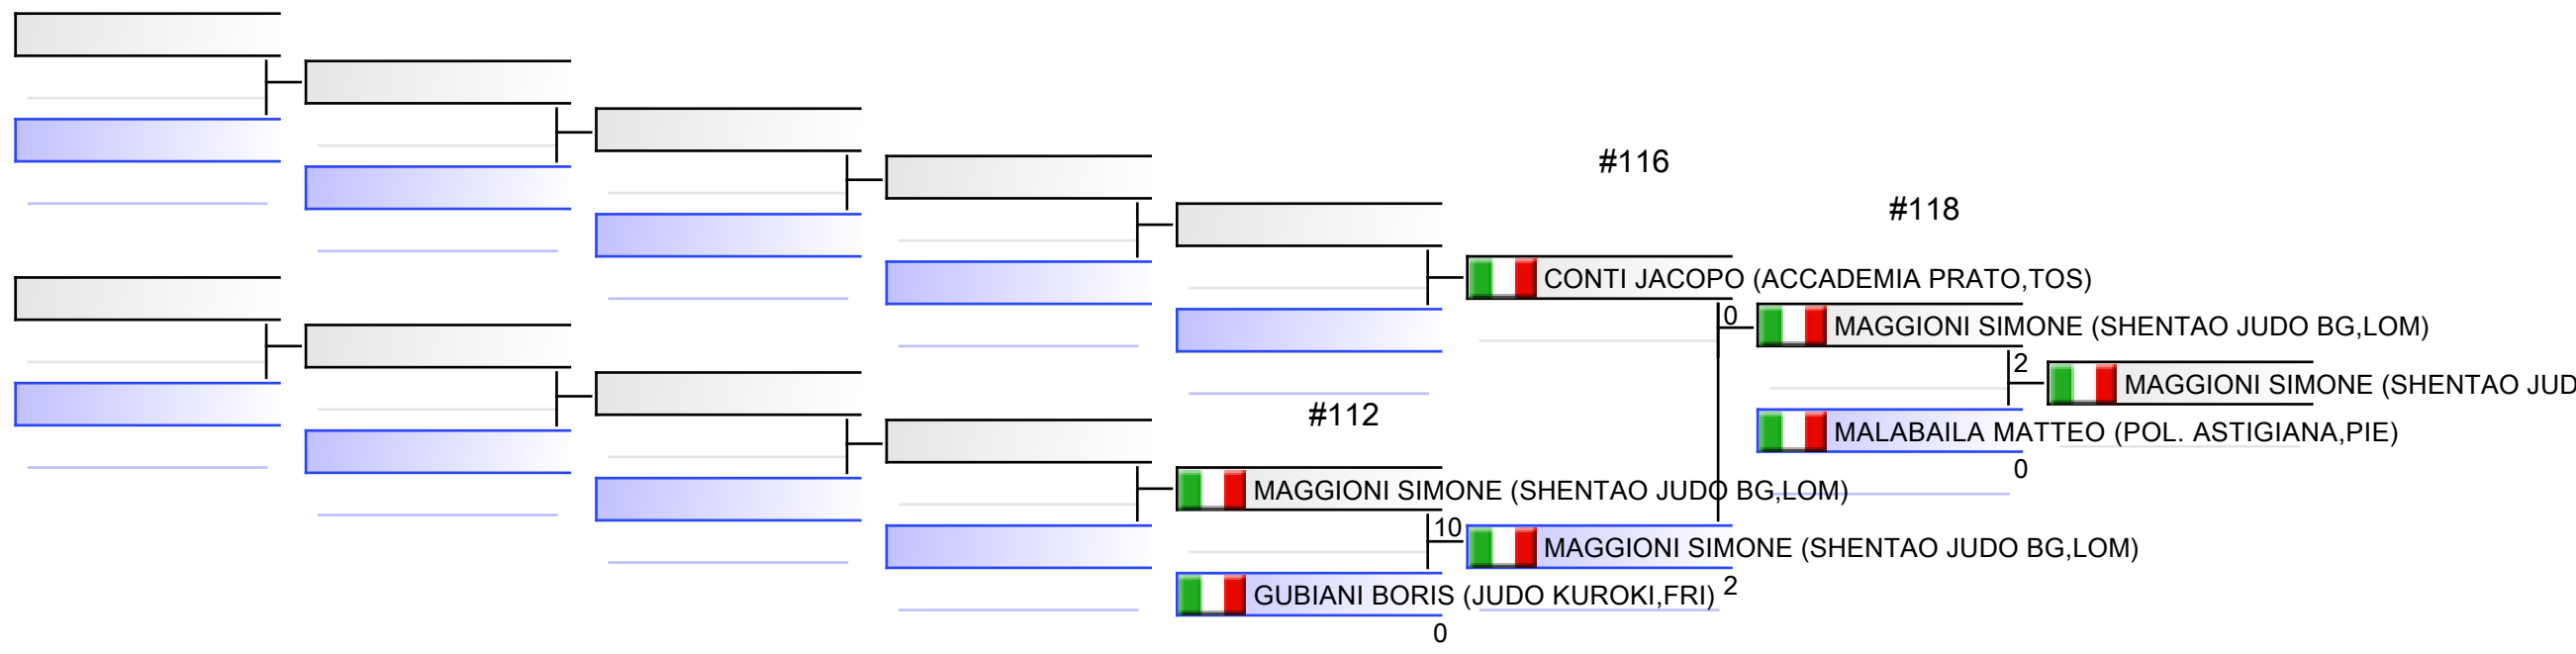 #116
#118
CONTI JACOPO (ACCADEMIA PRATO,TOS)
0
MAGGIONI SIMONE (SHENTAO JUDO BG,LOM)
2
MAGGIONI SIMONE (SHENTAO JUD
#112
MALABAILA MATTEO (POL. ASTIGIANA,PIE)
0
MAGGIONI SIMONE (SHENTAO JUDO BG,LOM)
10
MAGGIONI SIMONE (SHENTAO JUDO BG,LOM)
2
GUBIANI BORIS (JUDO KUROKI,FRI)
0